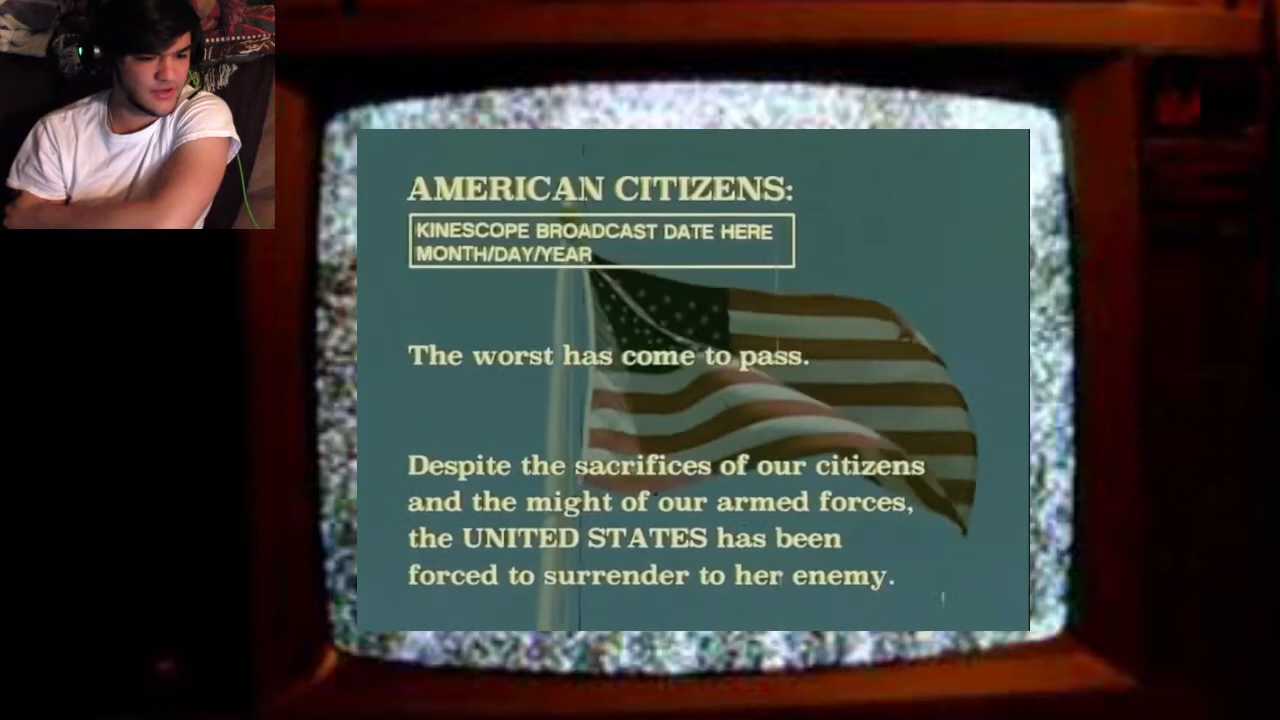 AMERICAN CITIZENS:
KINESCOPE BROADCAST DATE HERE
MONTH/DAY/YEAR
The worst has come to pass.
Despite the sacrifices of our citizens
and the might of our armed forces,
the UNITED STATES has been
forced to surrender to her enemy.